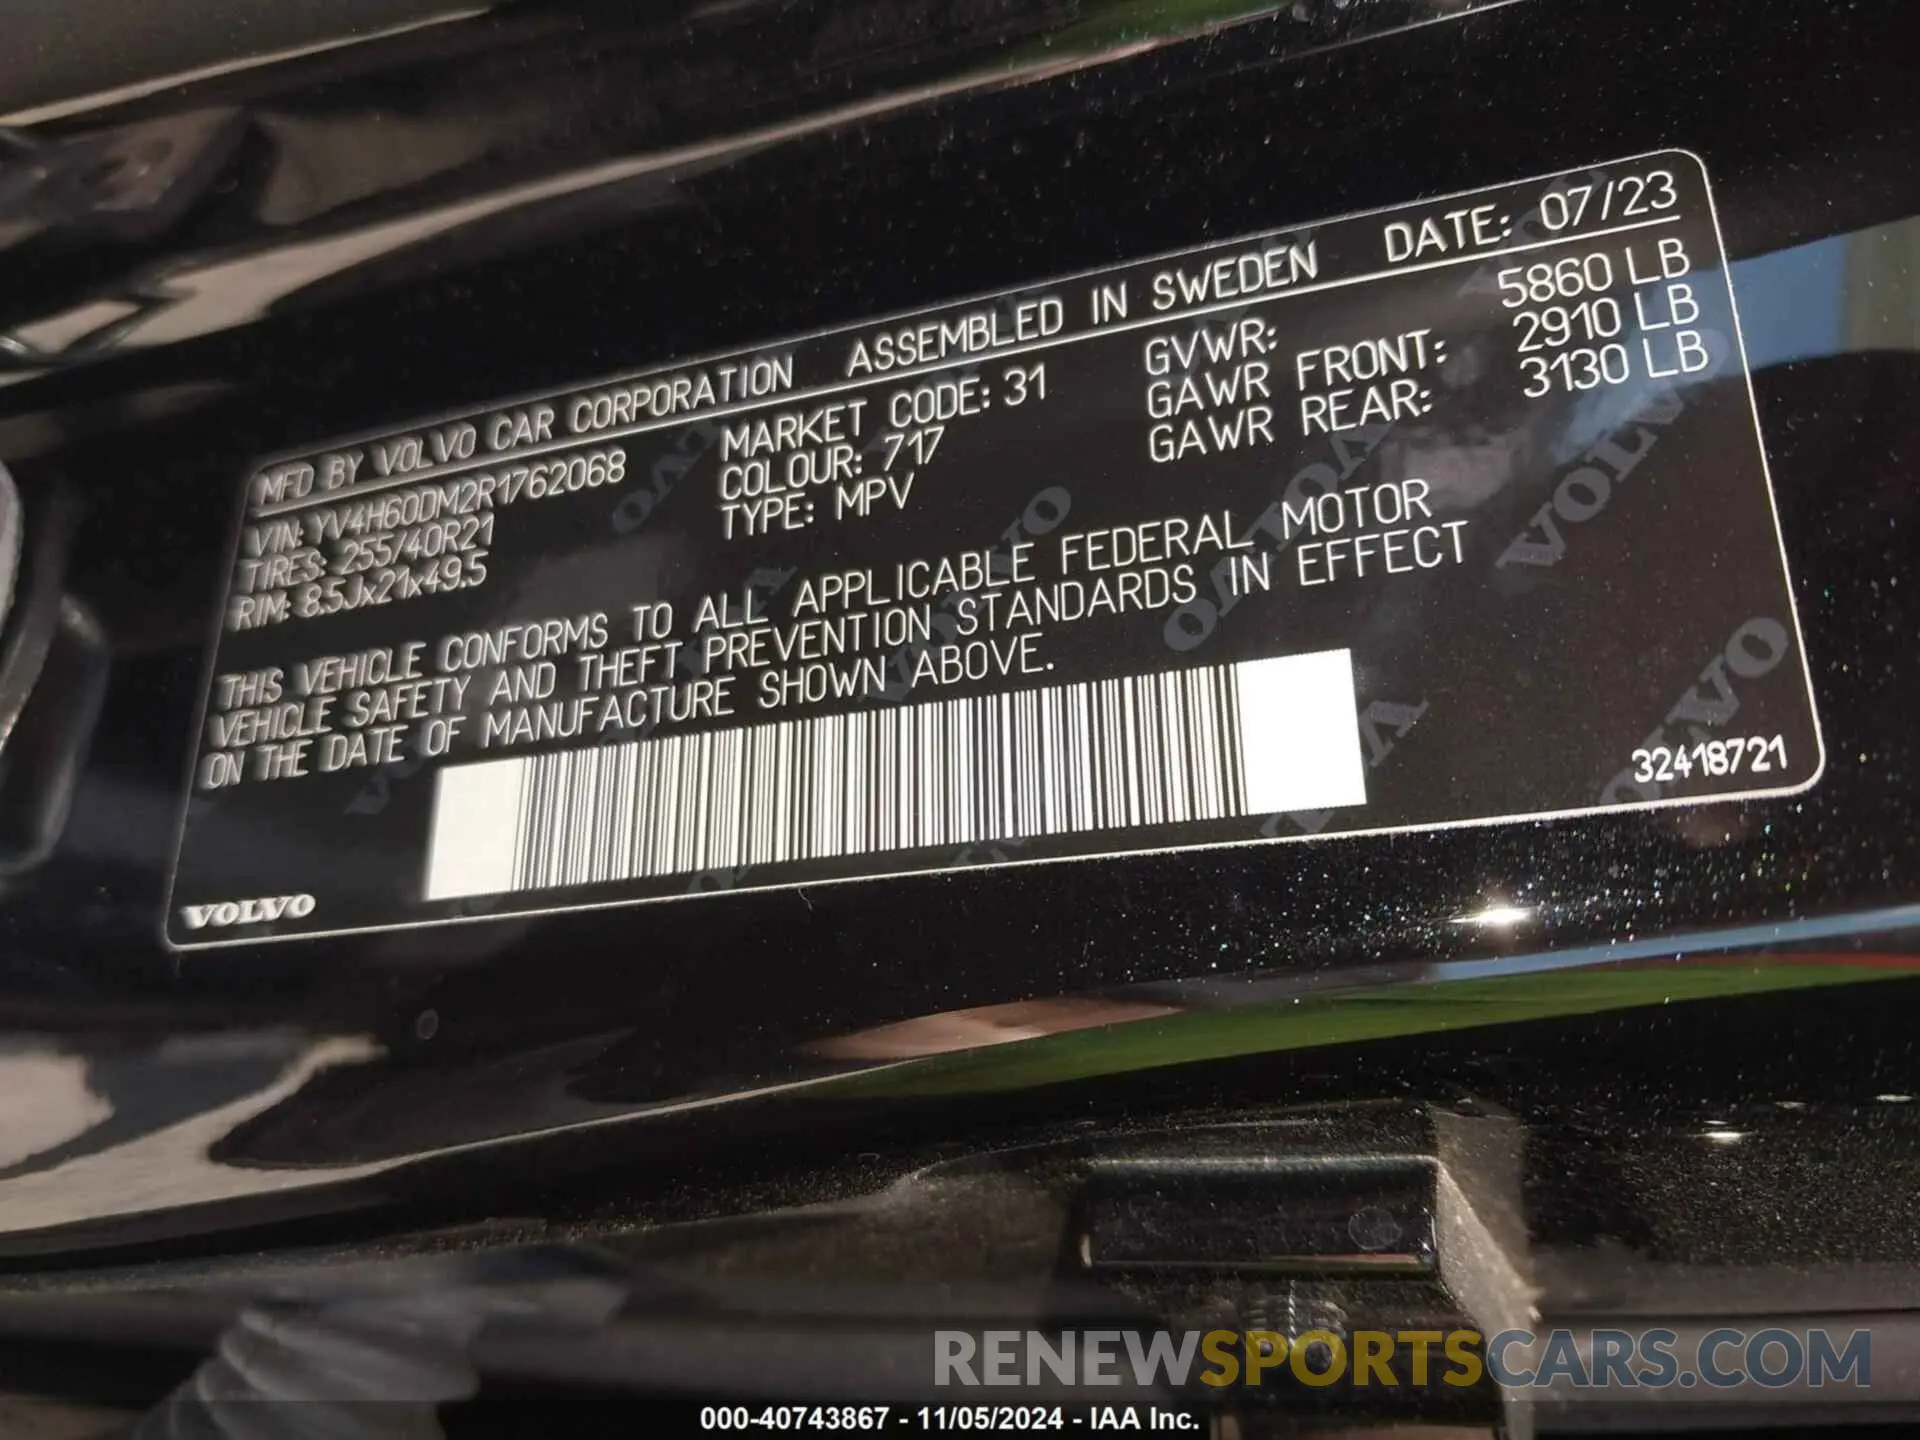 MFD BY VOLVO CAR CORPORATION ASSEMBLED IN SWEDEN DATE: 07/23
VIN: YV4H60DM2R1762068 MARKET CODE: 31 GVWR: 5860 LB
TIRES: 255/40R21 COLOUR: 717 GAWR FRONT: 2910 LB
RIM: 8.5Jx21x49.5 TYPE: MPV GAWR REAR: 3130 LB
THIS VEHICLE CONFORMS TO ALL APPLICABLE FEDERAL MOTOR
VEHICLE SAFETY AND THEFT PREVENTION STANDARDS IN EFFECT
ON THE DATE OF MANUFACTURE SHOWN ABOVE.
32418721
VOLVO
RENEWSPORTSCARS.COM
000-40743867 - 11/05/2024 - IAA Inc.